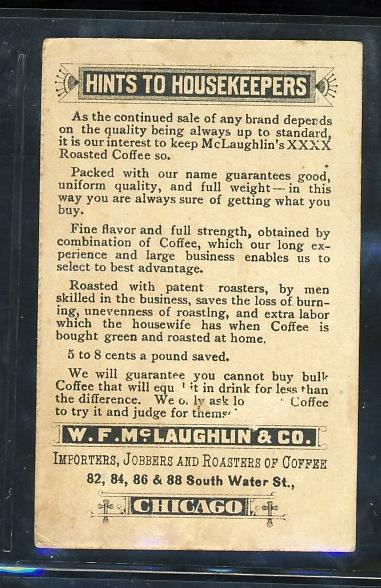 HINTS TO HOUSEKEEPERS
As the continued sale of any brand depends
on the quality being always up to standard,
it is our interest to keep McLaughlin's XXXX
Roasted Coffee so.
Packed with our name guarantees good,
uniform quality, and full weight—in this
way you are always sure of getting what you
buy.
Fine flavor and full strength, obtained by
combination of Coffee, which our long ex-
perience and large business enables us to
select to best advantage.
Roasted with patent roasters, by men
skilled in the business, saves the loss of burn-
ing, unevenness of roasting, and extra labor
which the housewife has when Coffee is
bought green and roasted at home.
5 to 8 cents a pound saved.
We will guarantee you cannot buy bulk
Coffee that will it in drink for less than
the difference. We ask Coffee
to try it and judge for
W. F. McLAUGHLIN & CO.
IMPORTERS, JOBBERS AND ROASTERS OF COFFEE
82, 84, 86 & 88 South Water St.,
CHICAGO